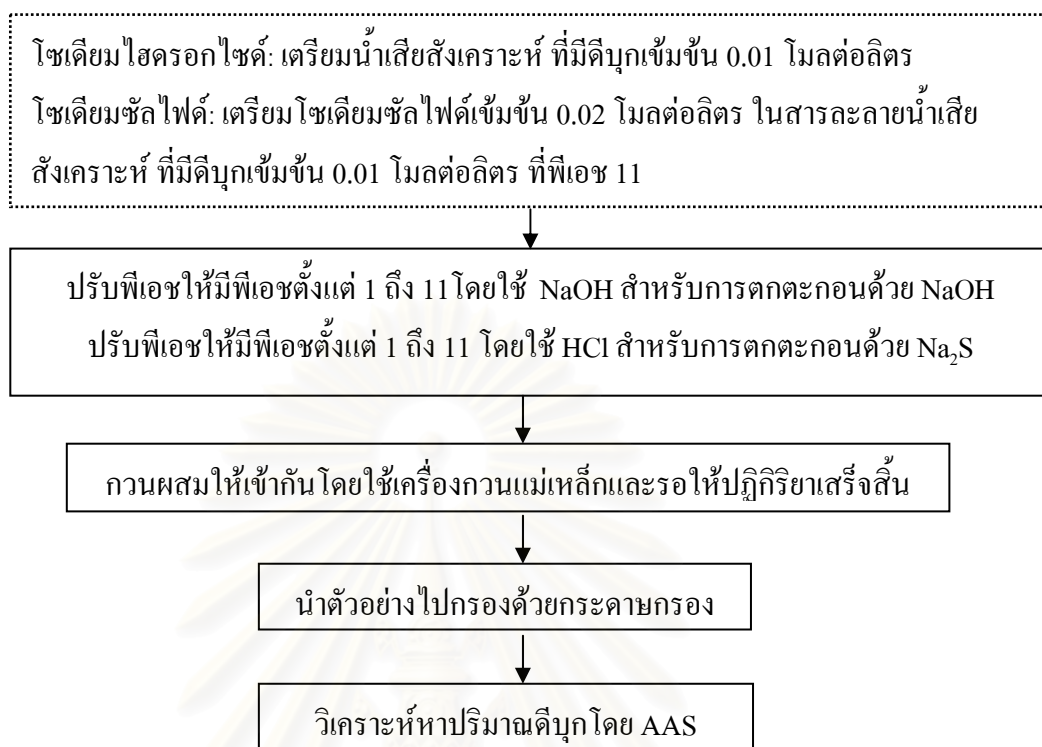 โซเดียมไฮดรอกไซด์: เตรียมน้ำเสียสังเคราะห์ ที่มีดีบุกเข้มข้น 0.01 โมลต่อลิตร
โซเดียมซัลไฟด์: เตรียมโซเดียมซัลไฟด์เข้มข้น 0.02 โมลต่อลิตร ในสารละลายน้ำเสีย
สังเคราะห์ ที่มีดีบุกเข้มข้น 0.01 โมลต่อลิตร ที่พีเอช 11
ปรับพีเอชให้มีพีเอชตั้งแต่ 1 ถึง 11โดยใช้ NaOH สำหรับการตกตะกอนด้วย NaOH
ปรับพีเอชให้มีพีเอชตั้งแต่ 1 ถึง 11 โดยใช้ HCl สำหรับการตกตะกอนด้วย Na₂S
กวนผสมให้เข้ากันโดยใช้เครื่องกวนแม่เหล็กและรอให้ปฏิกิริยาเสร็จสิ้น
นำตัวอย่างไปกรองด้วยกระดาษกรอง
วิเคราะห์หาปริมาณดีบุกโดย AAS